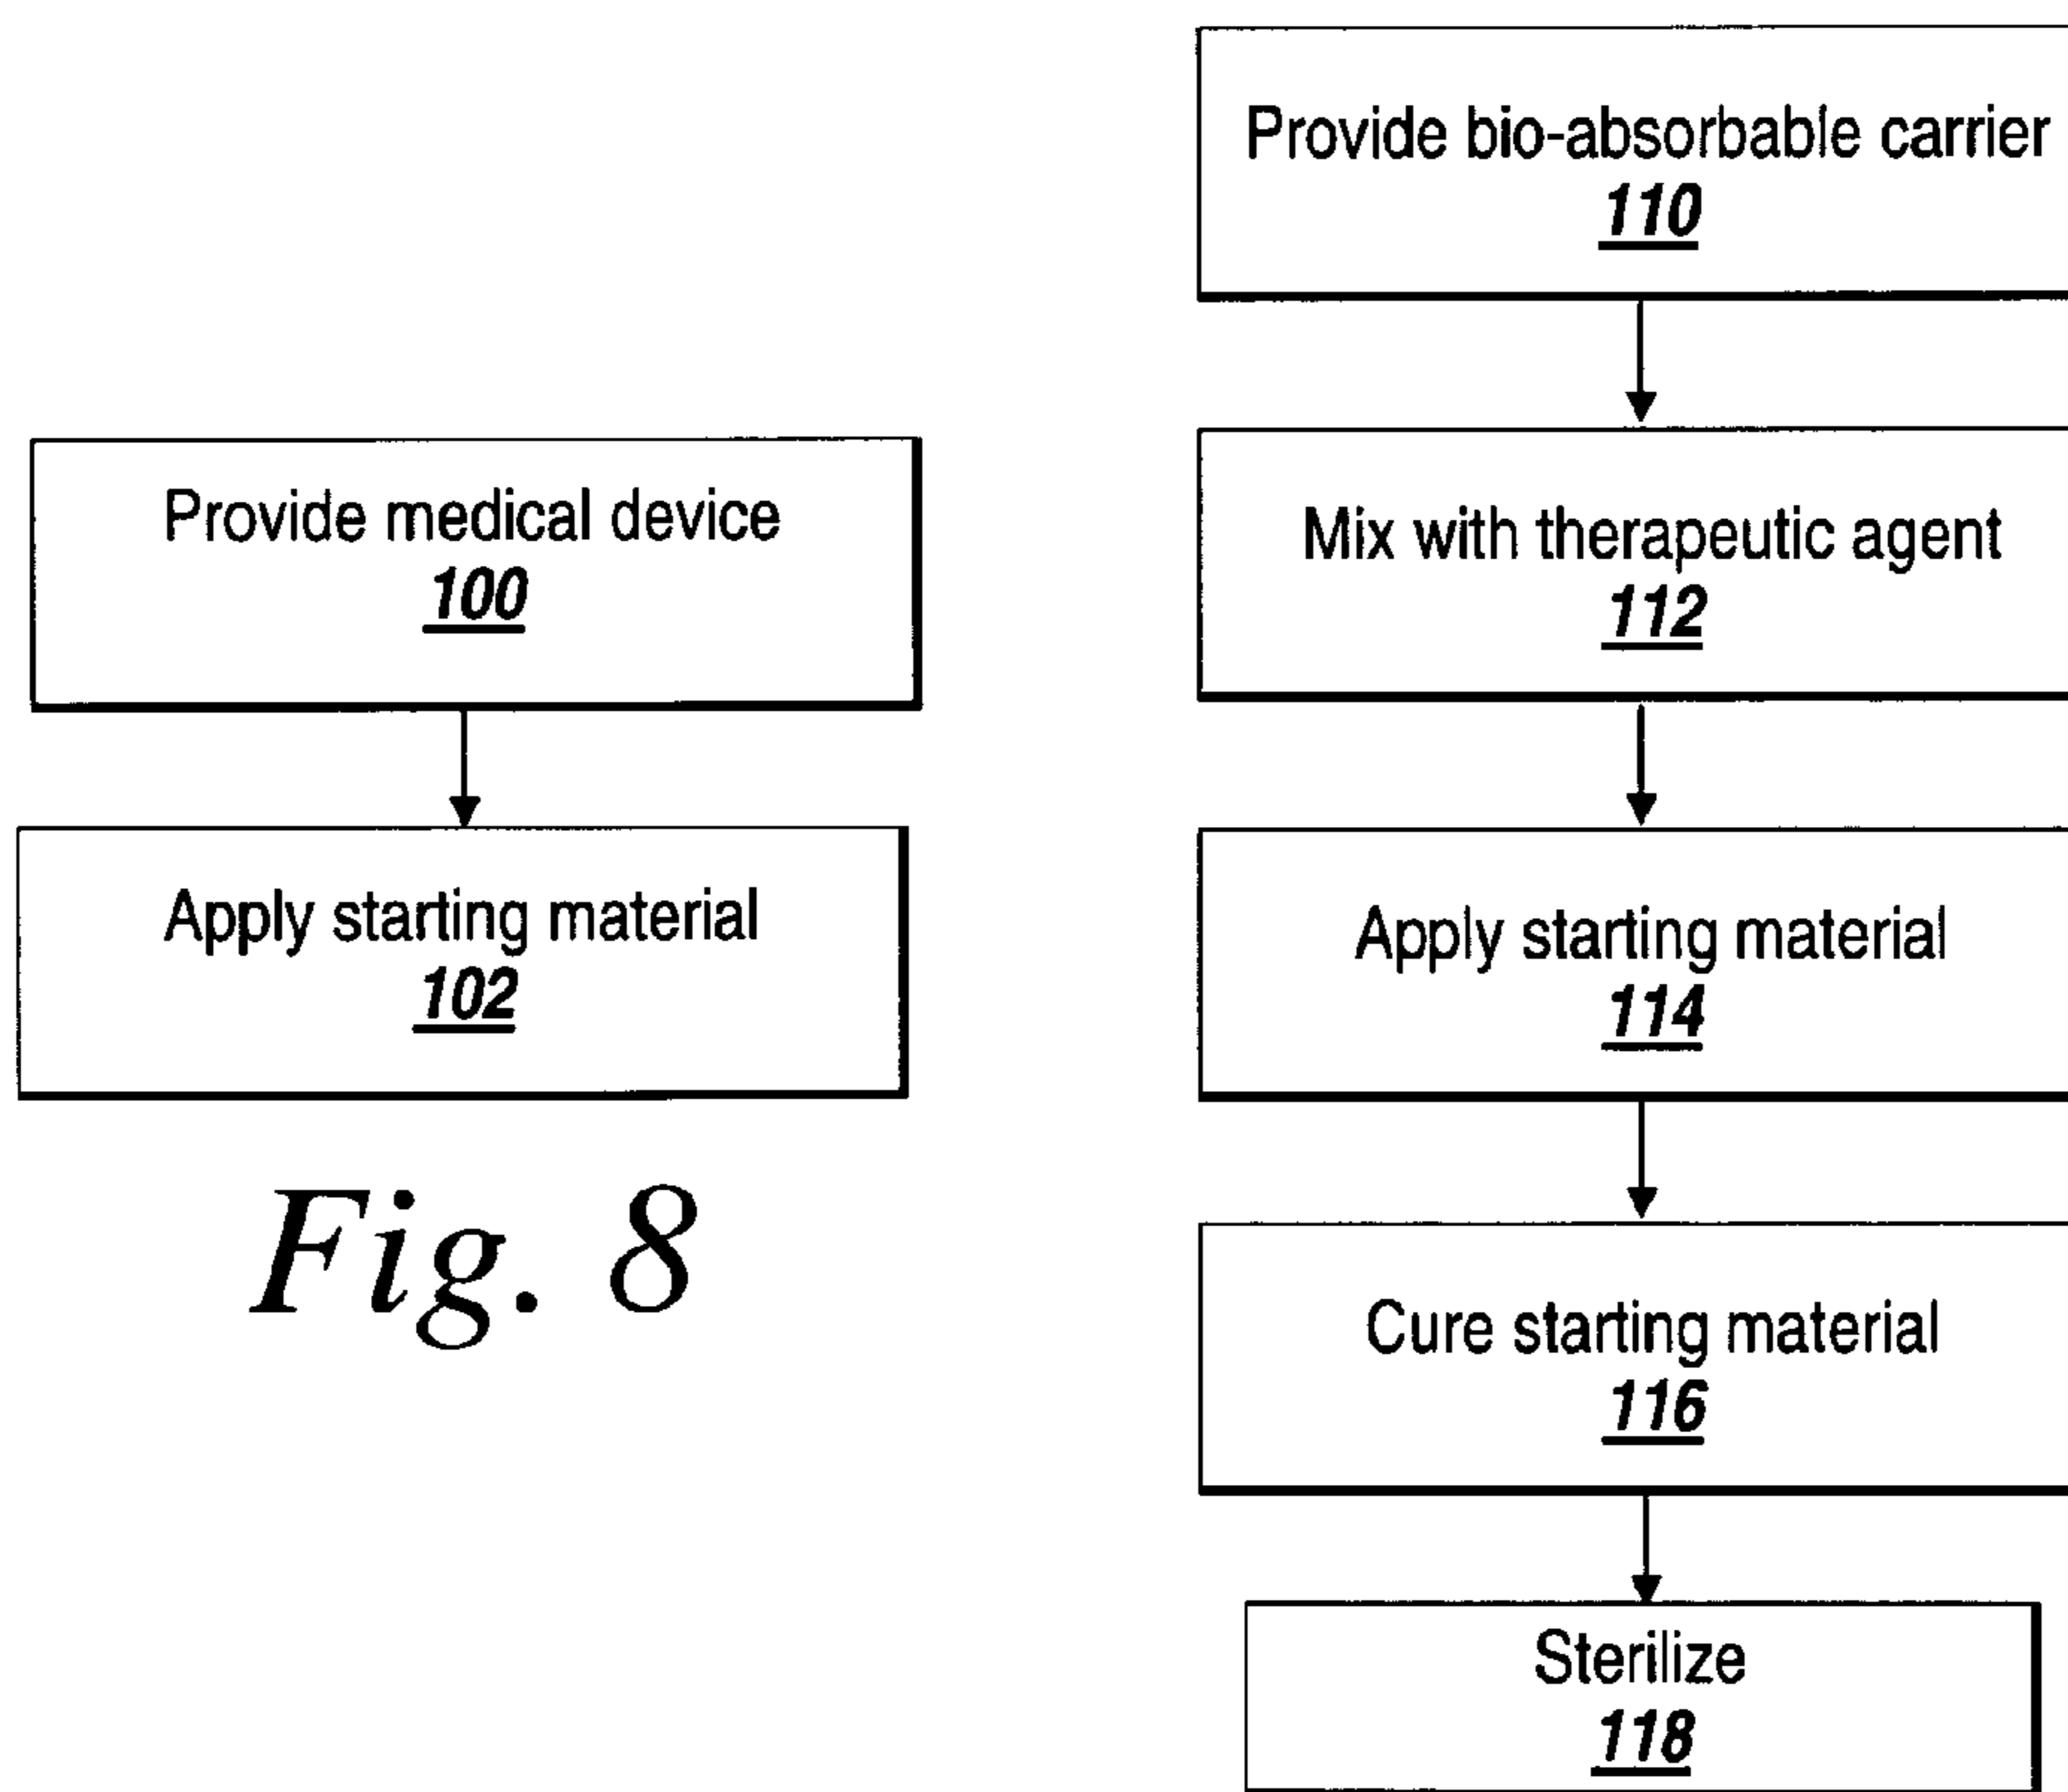 Provide medical device
100
Apply starting material
102
Fig. 8
Provide bio-absorbable carrier
110
Mix with therapeutic agent
112
Apply starting material
114
Cure starting material
116
Sterilize
118